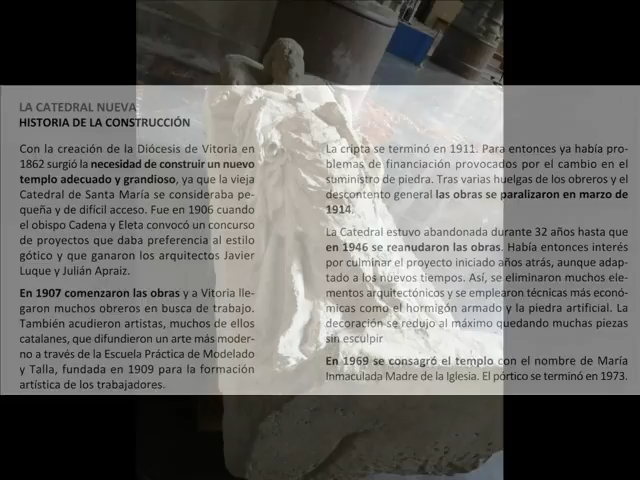 LA CATEDRAL NUEVA
HISTORIA DE LA CONSTRUCCIÓN
Con la creación de la Diócesis de Vitoria en
1862 surgió la necesidad de construir un nuevo
templo adecuado y grandioso, ya que la vieja
Catedral de Santa María se consideraba pe-
queña y de difícil acceso. Fue en 1906 cuando
el obispo Cadena y Eleta convocó un concurso
de proyectos que daba preferencia al estilo
gótico y que ganaron los arquitectos Javier
Luque y Julián Apraiz.
En 1907 comenzaron las obras y a Vitoria lle-
garon muchos obreros en busca de trabajo.
También acudieron artistas, muchos de ellos
catalanes, que difundieron un arte más moder-
no a través de la Escuela Práctica de Modelado
y Talla, fundada en 1909 para la formación
artística de los trabajadores.
La cripta se terminó en 1911. Para entonces ya había pro-
blemas de financiación provocados por el cambio en el
suministro de piedra. Tras varias huelgas de los obreros y el
descontento general las obras se paralizaron en marzo de
1914.
La Catedral estuvo abandonada durante 32 años hasta que
en 1946 se reanudaron las obras. Había entonces interés
por culminar el proyecto iniciado años atrás, aunque adap-
tado a los nuevos tiempos. Así, se eliminaron muchos ele-
mentos arquitectónicos y se emplearon técnicas más econó-
micas como el hormigón armado y la piedra artificial. La
decoración se redujo al máximo quedando muchas piezas
sin esculpir
En 1969 se consagró el templo con el nombre de María
Inmaculada Madre de la Iglesia. El pórtico se terminó en 1973.